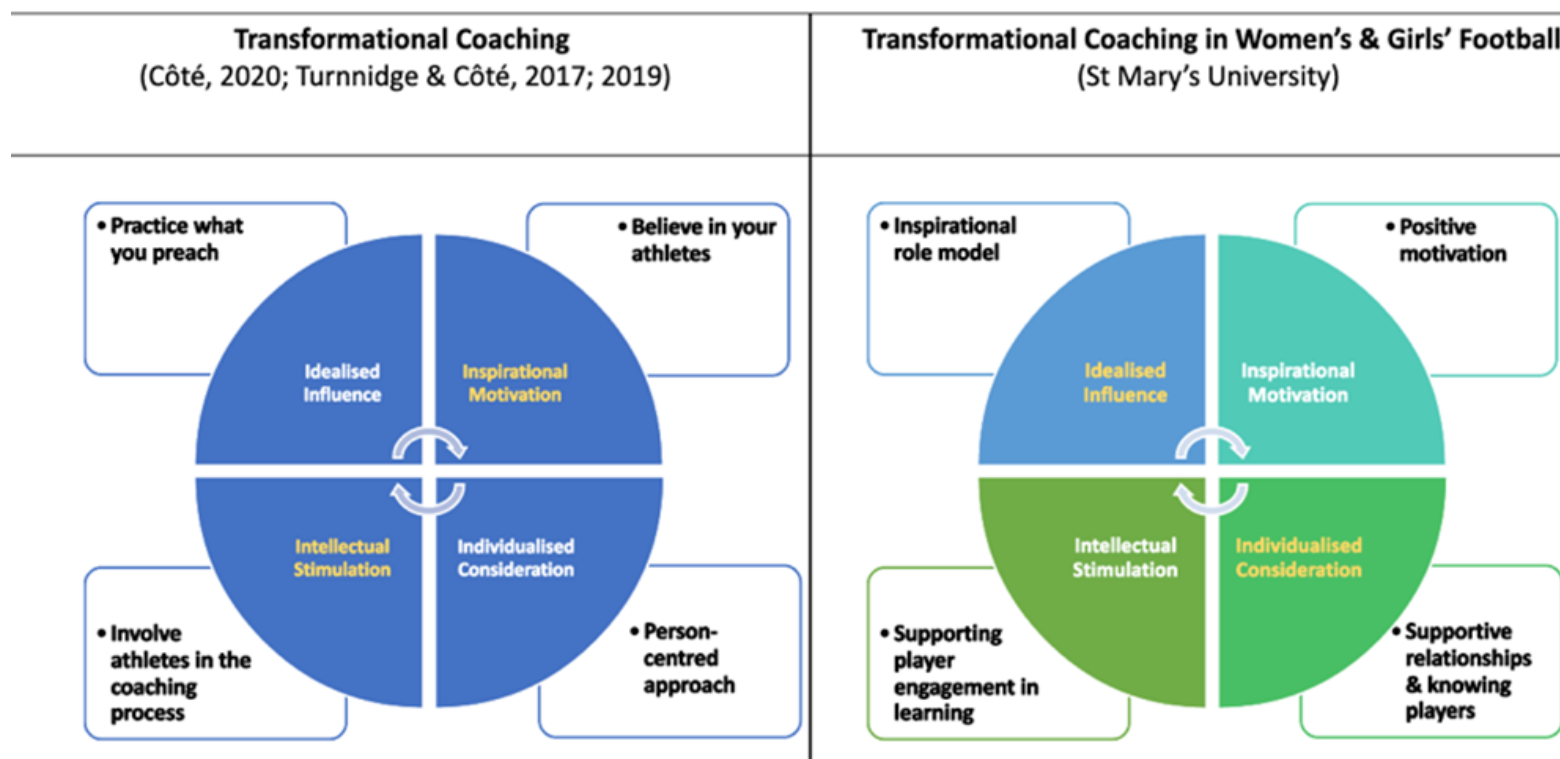 Transformational Coaching
(Côté, 2020; Turnnidge & Côté, 2017; 2019)
• Practice what
you preach
• Believe in your
athletes
Idealised
Influence
Inspirational
Motivation
Intellectual
Stimulation
Individualised
Consideration
• Involve
athletes in the
coaching
process
• Person-
centred
approach
Transformational Coaching in Women's & Girls' Football
(St Mary's University)
• Inspirational
role model
• Positive
motivation
Idealised
Influence
Inspirational
Motivation
Intellectual
Stimulation
Individualised
Consideration
• Supporting
player
engagement in
learning
• Supportive
relationships
& knowing
players